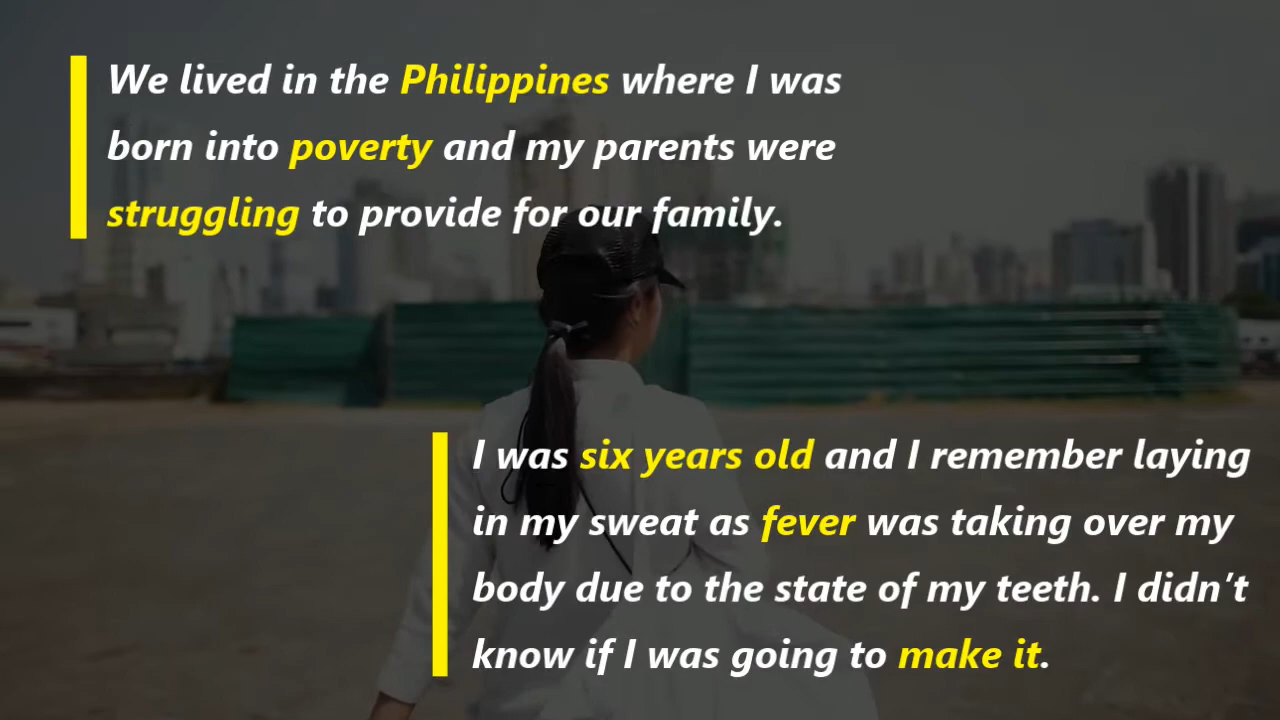 We lived in the Philippines where I was
born into poverty and my parents were
struggling to provide for our family.
I was six years old and I remember laying
in my sweat as fever was taking over my
body due to the state of my teeth. I didn’t
know if I was going to make it.